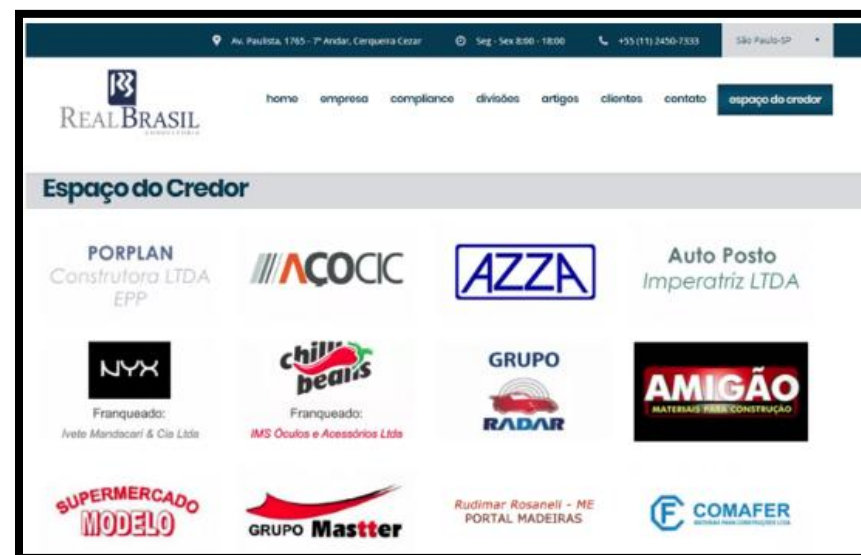 Av. Paulista, 1765 - 7º Andar, Cerqueira Cezar
Seg - Sex 8:00 - 18:00
+55 (11) 2450-7333
São Paulo-SP
REAL BRASIL
CONSULTORIA
home empresa compliance divisões artigos clientes contato espaço do credor
Espaço do Credor
PORPLAN
Construtora LTDA
EPP
AÇOCIC
AZZA
Auto Posto
Imperatriz LTDA
NYX
Franqueado:
Ivete Mandacari & Cia Ltda
chilli
beans
Franqueado:
IMS Óculos e Acessórios Ltda
GRUPO
RADAR
AMIGÃO
MATERIAIS PARA CONSTRUÇÃO
SUPERMERCADO
MODELO
GRUPO Mastter
Rudimar Rosaneli - ME
PORTAL MADEIRAS
COMAFER